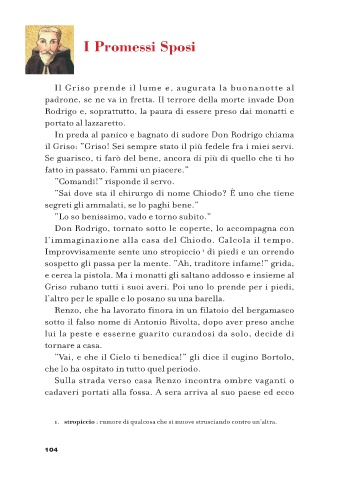 I Promessi Sposi
Il Griso prende il lume e, augurata la buonanotte al
padrone, se ne va in fretta. Il terrore della morte invade Don
Rodrigo e, soprattutto, la paura di essere preso dai monatti e
portato al lazzaretto.
In preda al panico e bagnato di sudore Don Rodrigo chiama
il Griso: "Griso! Sei sempre stato il più fedele fra i miei servi.
Se guarisco, ti farò del bene, ancora di più di quello che ti ho
fatto in passato. Fammi un piacere."
"Comandi!" risponde il servo.
"Sai dove sta il chirurgo di nome Chiodo? È uno che tiene
segreti gli ammalati, se lo paghi bene."
"Lo so benissimo, vado e torno subito."
Don Rodrigo, tornato sotto le coperte, lo accompagna con
l'immaginazione alla casa del Chiodo. Calcola il tempo.
Improvvisamente sente uno stropiccio ¹ di piedi e un orrendo
sospetto gli passa per la mente. "Ah, traditore infame!" grida,
e cerca la pistola. Ma i monatti gli saltano addosso e insieme al
Griso rubano tutti i suoi averi. Poi uno lo prende per i piedi,
l'altro per le spalle e lo posano su una barella.
Renzo, che ha lavorato finora in un filatoio del bergamasco
sotto il falso nome di Antonio Rivolta, dopo aver preso anche
lui la peste e esserne guarito curandosi da solo, decide di
tornare a casa.
"Vai, e che il Cielo ti benedica!" gli dice il cugino Bortolo,
che lo ha ospitato in tutto quel periodo.
Sulla strada verso casa Renzo incontra ombre vaganti o
cadaveri portati alla fossa. A sera arriva al suo paese ed ecco
1. stropiccio : rumore di qualcosa che si muove strusciando contro un'altra.
104